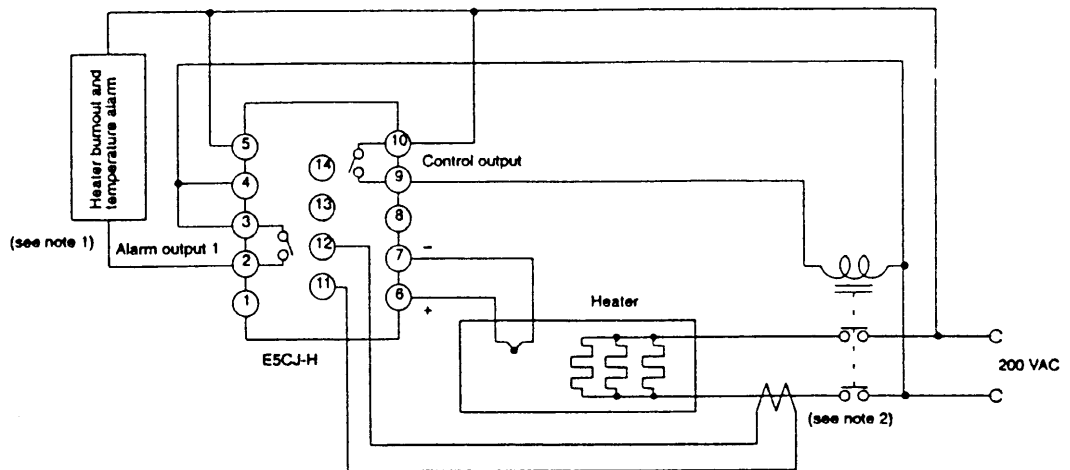 Heater burnout and
temperature alarm
(see note 1)
Alarm output 1
5
4
3
2
1
14
13
12
11
10
9
8
7
6
−
+
Control output
E5CJ-H
Heater
200 VAC
(see note 2)